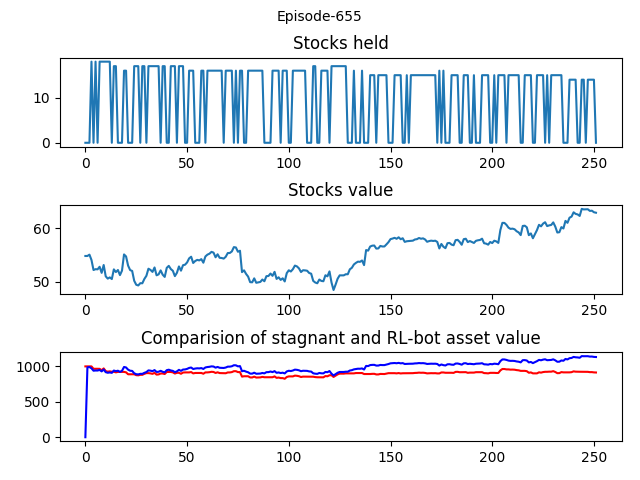 Episode-655
Stocks held
10
0
0 50 100 150 200 250
Stocks value
60
50
0 50 100 150 200 250
Comparision of stagnant and RL-bot asset value
1000
500
0
0 50 100 150 200 250